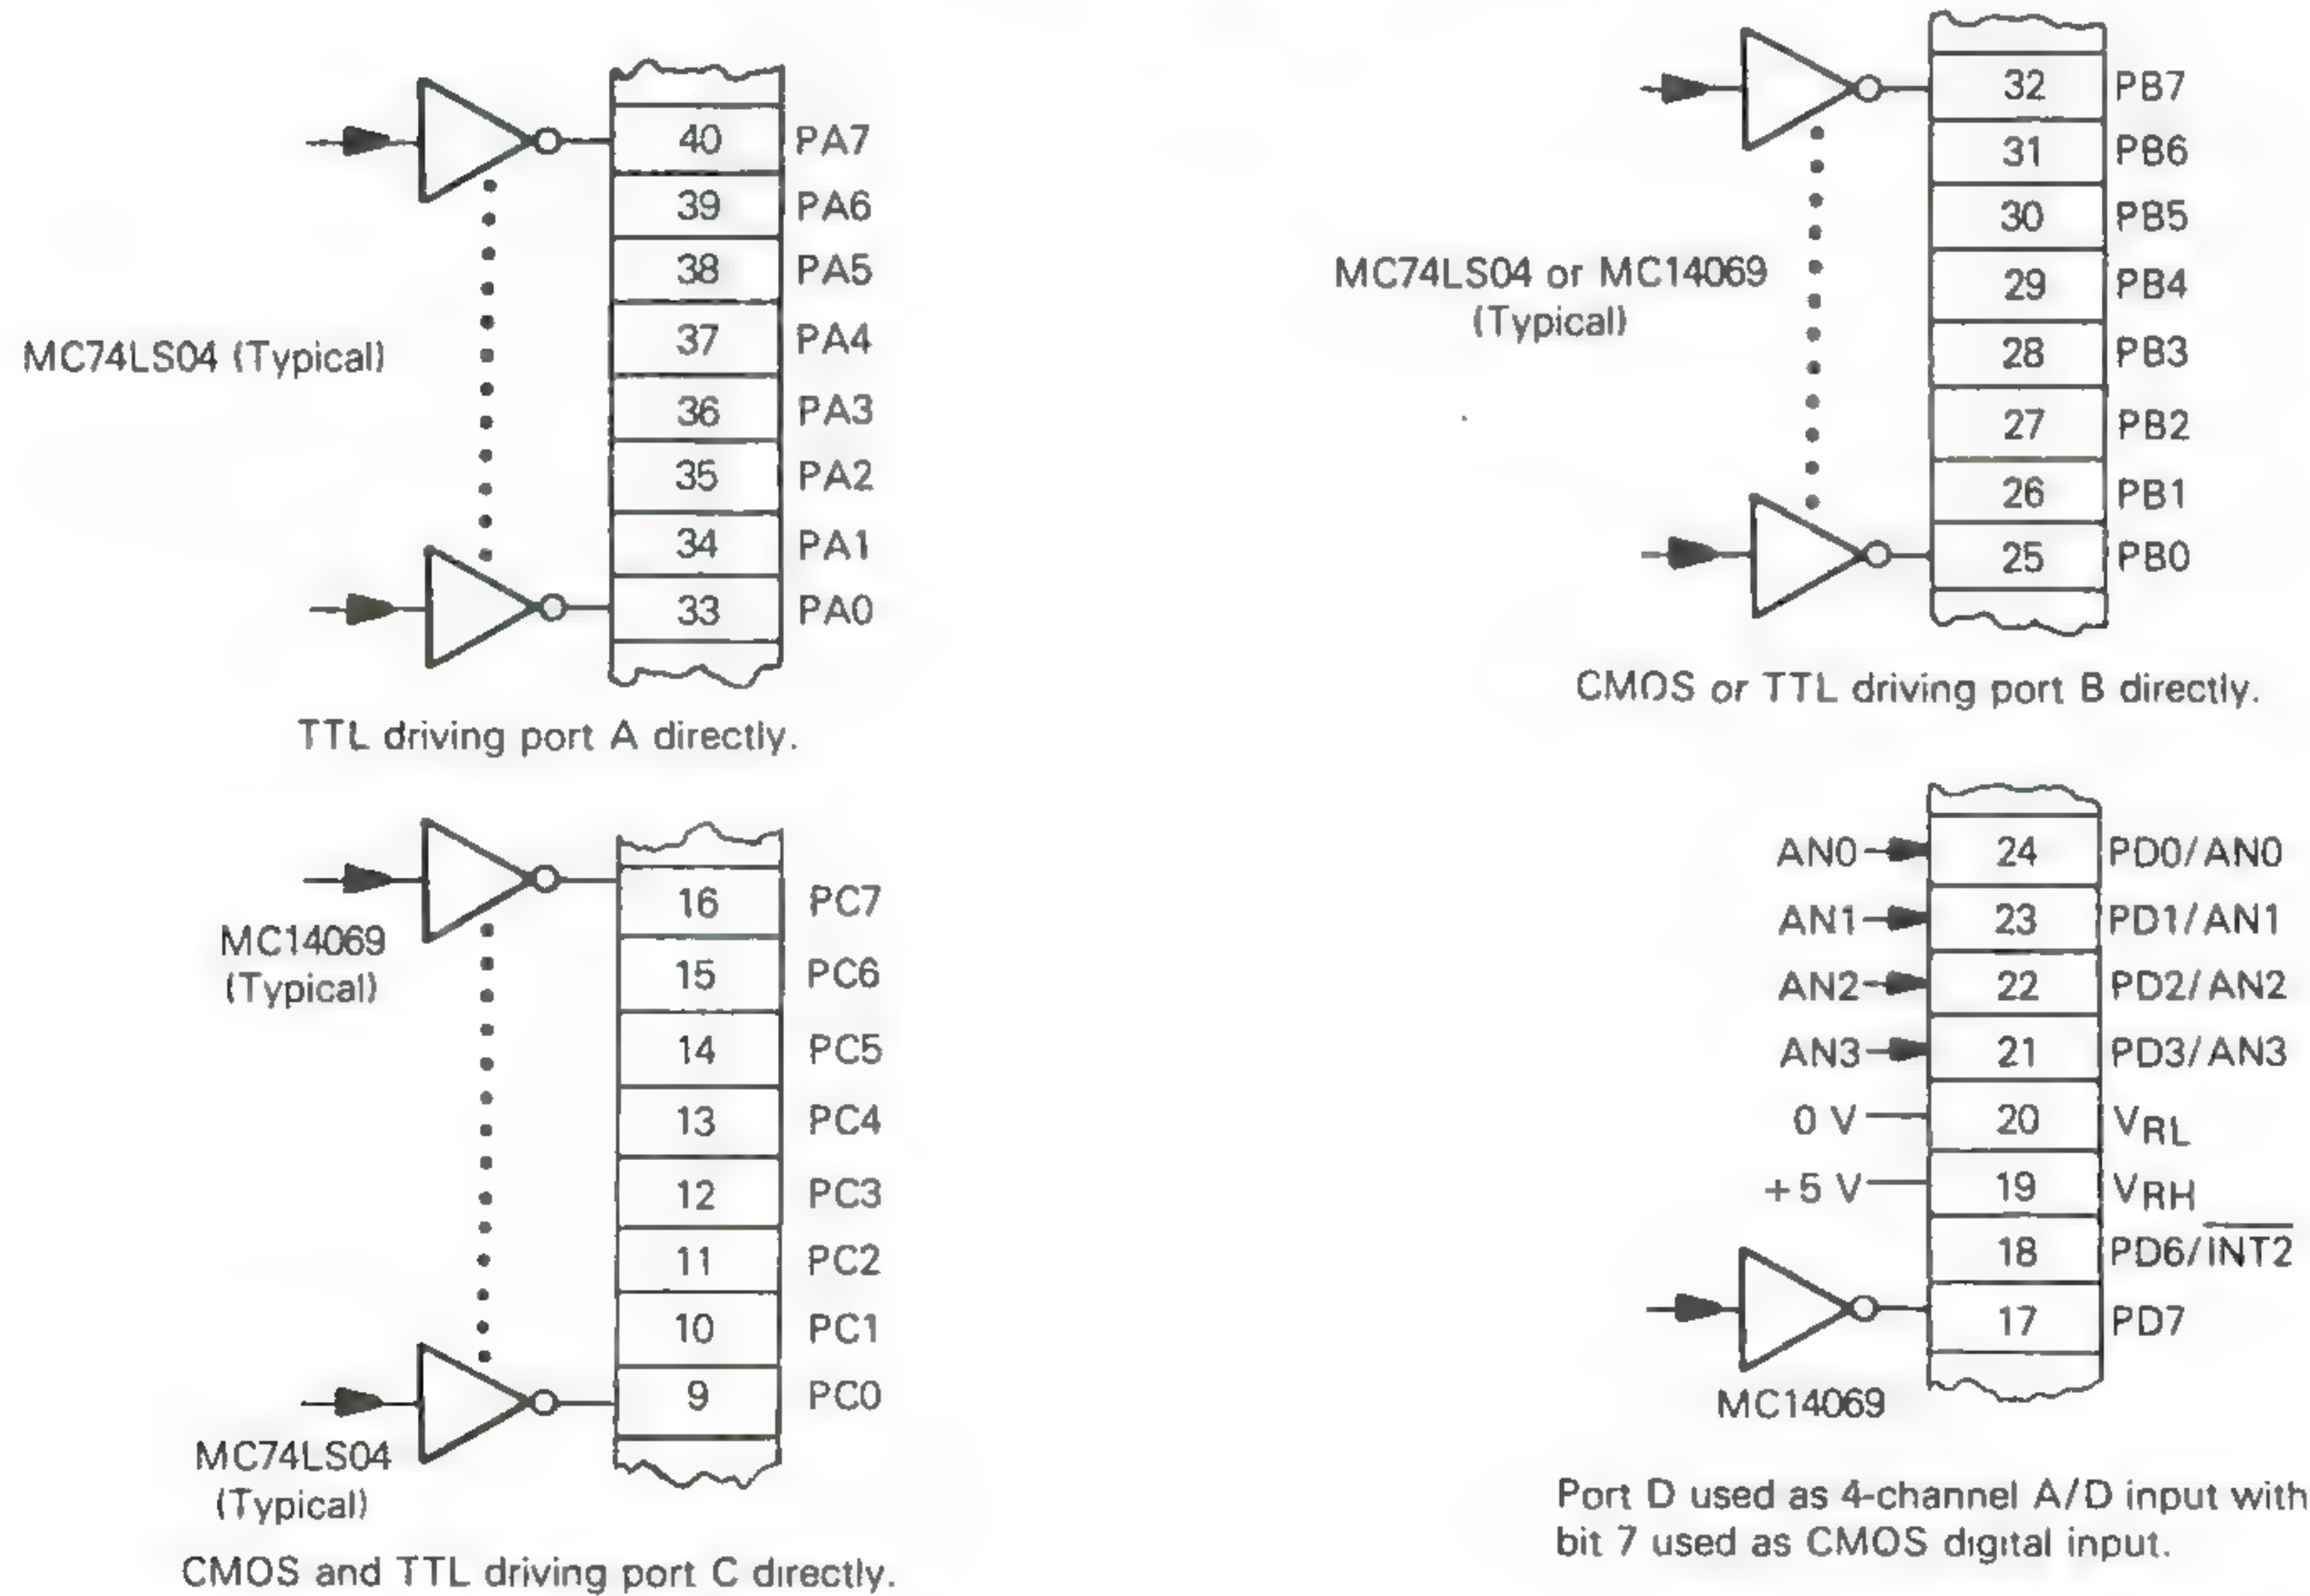 MC74LS04 (Typical)
40 PA7
39 PA6
38 PA5
37 PA4
36 PA3
35 PA2
34 PA1
33 PA0
TTL driving port A directly.
MC74LS04 or MC14069
(Typical)
32 PB7
31 PB6
30 PB5
29 PB4
28 PB3
27 PB2
26 PB1
25 PB0
CMOS or TTL driving port B directly.
MC14069
(Typical)
16 PC7
15 PC6
14 PC5
13 PC4
12 PC3
11 PC2
10 PC1
9 PC0
MC74LS04
(Typical)
CMOS and TTL driving port C directly.
AN0 24 PD0/AN0
AN1 23 PD1/AN1
AN2 22 PD2/AN2
AN3 21 PD3/AN3
0 V 20 VRL
+5 V 19 VRH
18 PD6/INT2
17 PD7
MC14069
Port D used as 4-channel A/D input with
bit 7 used as CMOS digital input.